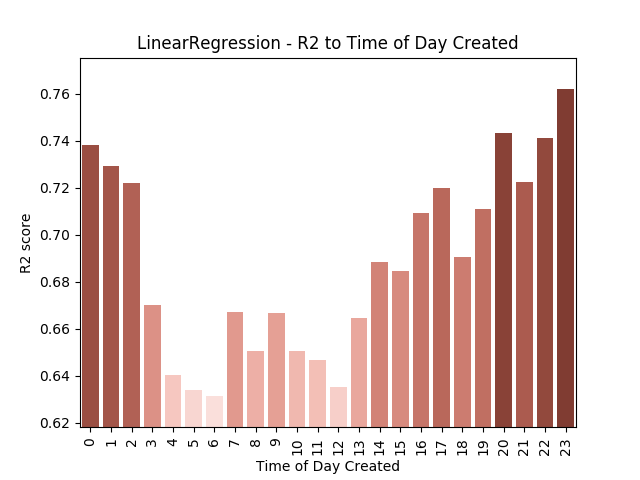 LinearRegression - R2 to Time of Day Created
0.76
0.74
0.72
0.70
0.68
0.66
0.64
0.62
R2 score
0 1 2 3 4 5 6 7 8 9 10 11 12 13 14 15 16 17 18 19 20 21 22 23
Time of Day Created